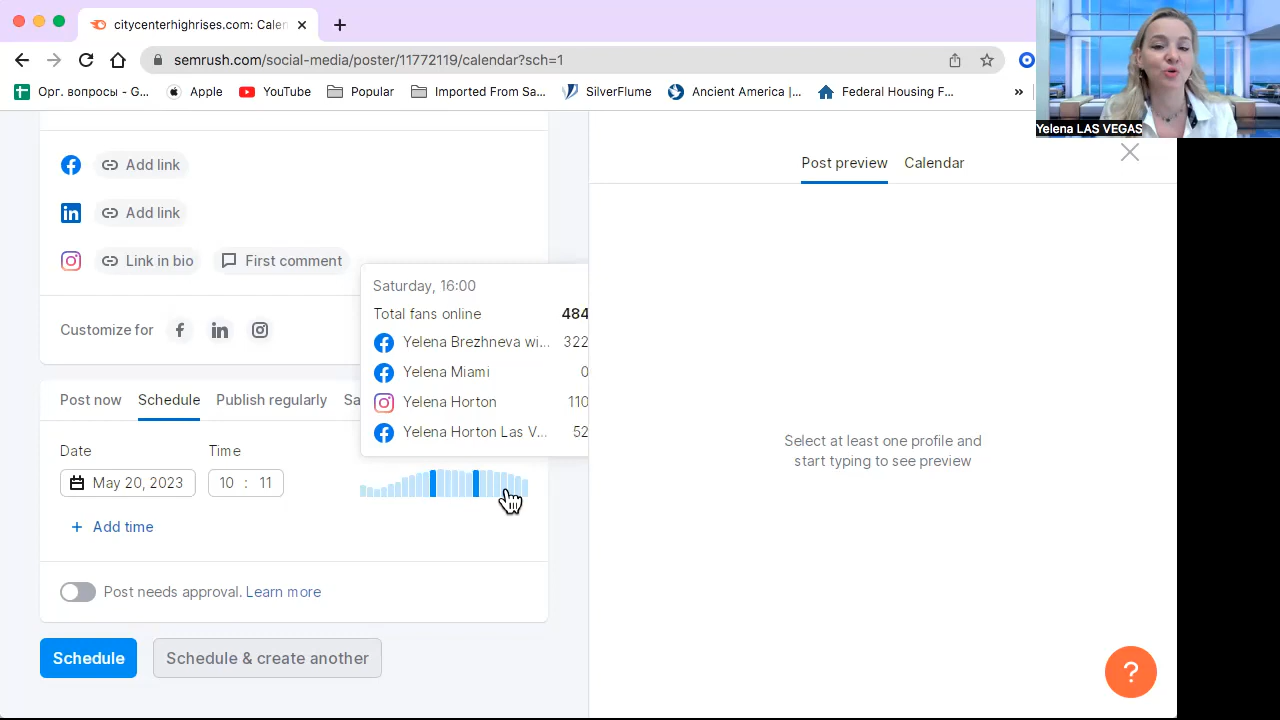 citycenterhighrises.com: Caler
semrush.com/social-media/poster/11772119/calendar?sch=1
Орг. вопросы - G...
Apple
YouTube
Popular
Imported From Sa...
SilverFlume
Ancient America |...
Federal Housing F...
»
Yelena LAS VEGAS
Add link
Add link
Link in bio
First comment
Customize for
Saturday, 16:00
Total fans online 484
Yelena Brezhneva wi... 322
Yelena Miami 0
Yelena Horton 110
Yelena Horton Las V... 52
Post now
Schedule
Publish regularly
Sa
Date
Time
May 20, 2023
10 : 11
+ Add time
Post needs approval. Learn more
Schedule
Schedule & create another
Post preview
Calendar
Select at least one profile and
start typing to see preview
?